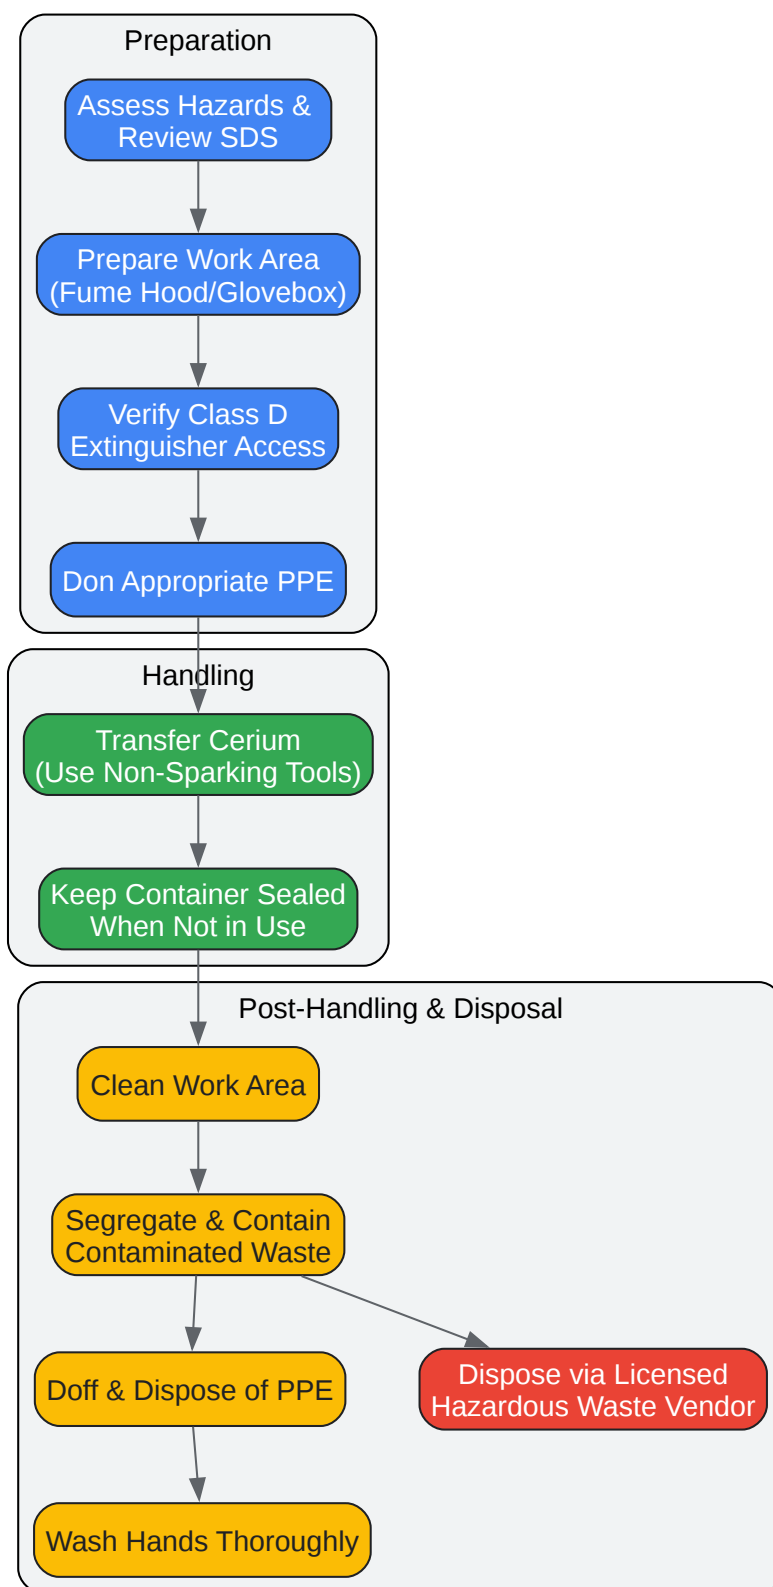 Preparation
Assess Hazards &
Review SDS
Prepare Work Area
(Fume Hood/Glovebox)
Verify Class D
Extinguisher Access
Don Appropriate PPE
Handling
Transfer Cerium
(Use Non-Sparking Tools)
Keep Container Sealed
When Not in Use
Post-Handling & Disposal
Clean Work Area
Segregate & Contain
Contaminated Waste
Doff & Dispose of PPE
Dispose via Licensed
Hazardous Waste Vendor
Wash Hands Thoroughly